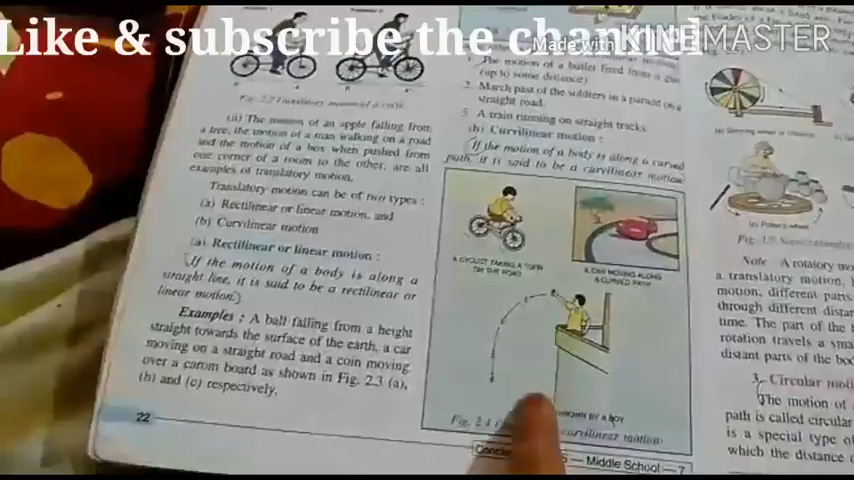 Like & subscribe the channel
Made with KINEMASTER
Fig. 2.2 Translatory motion of a cycle
(ii) The motion of an apple falling from
a tree, the motion of a man walking on a road
and the motion of a box when pushed from
one corner of a room to the other, are all
examples of translatory motion.
Translatory motion can be of two types :
(a) Rectilinear or linear motion, and
(b) Curvilinear motion
(a) Rectilinear or linear motion :
If the motion of a body is along a
straight line, it is said to be a rectilinear or
linear motion.
Examples : A ball falling from a height
straight towards the surface of the earth, a car
moving on a straight road and a coin moving
over a carom board as shown in Fig. 2.3 (a),
(b) and (c) respectively.
22
1. The motion of a bullet fired from a gun
(up to some distance)
2. March past of the soldiers in a parade on a
straight road.
3. A train running on straight tracks.
(b) Curvilinear motion :
If the motion of a body is along a curved
path, it is said to be a curvilinear motion.
A CYCLIST TAKING A TURN
ON THE ROAD
A CAR MOVING ALONG
A CURVED PATH
THROWN BY A BOY
Fig. 2.4 curvilinear motion
— Middle School — 7
(c) Potter's wheel
Note A rotatory
a translatory motion.
motion, different parts
through different
time. The part of the
rotation travels a
distant parts of the
3. Circular
The motion of
path is called circular
is a special type of
which the distance